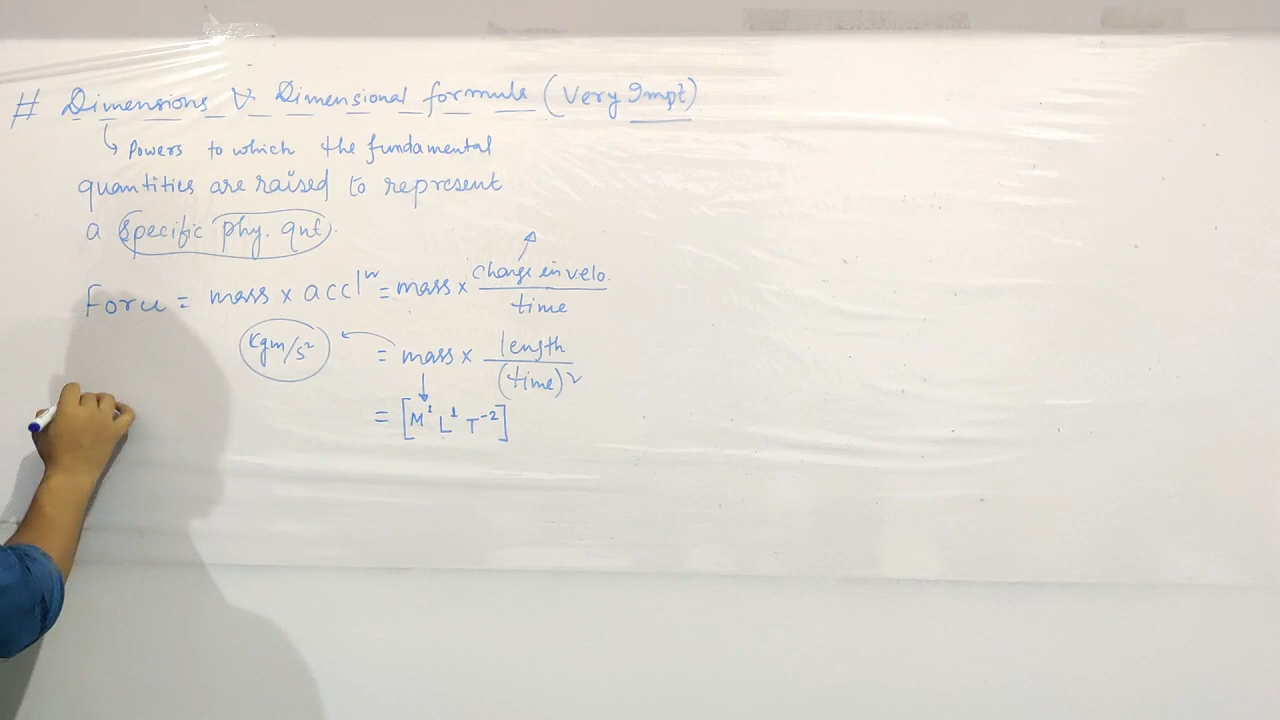 # Dimensions & Dimensional formula (Very Impt)
↳ Powers to which the fundamental
quantities are raised to represent
a specific phy. qnt.
Force = mass × accl^n = mass × change in velo. / time
Kgm/s² = mass × length / (time)²
= [M¹ L¹ T⁻²]